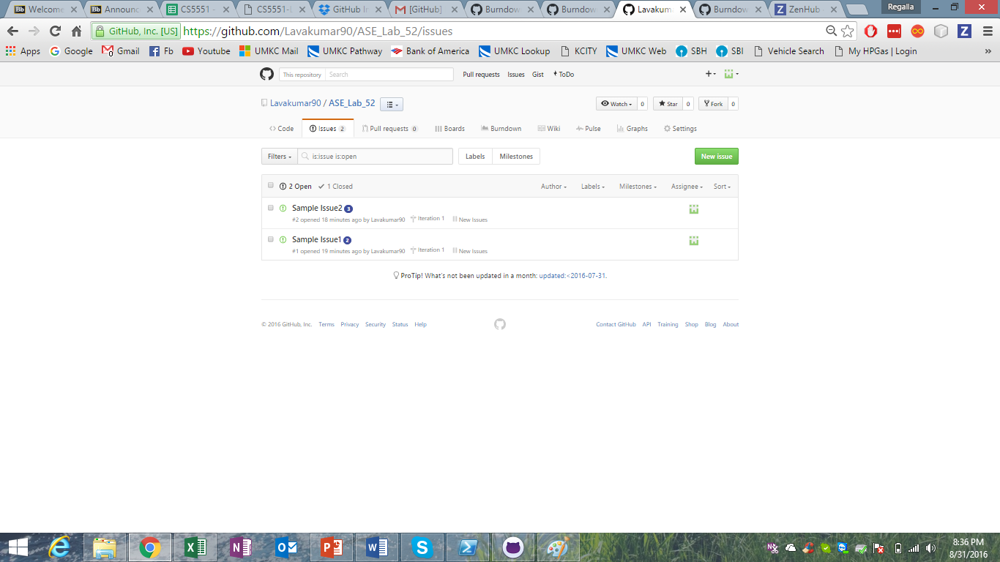 Welcome Announc CS5551 - CS5551-L GitHub In [GitHub] Burndow Burndow Lavakum Burndow ZenHub Regalla
GitHub, Inc. [US] https://github.com/Lavakumar90/ASE_Lab_52/issues
Apps Google Gmail Fb Youtube UMKC Mail UMKC Pathway Bank of America UMKC Lookup KCITY UMKC Web SBH SBI Vehicle Search My HPGas | Login »
This repository Search Pull requests Issues Gist ToDo
Lavakumar90 / ASE_Lab_52 Watch 0 Star 0 Fork 0
Code Issues 2 Pull requests 0 Boards Burndown Wiki Pulse Graphs Settings
Filters is:issue is:open Labels Milestones New issue
2 Open 1 Closed Author Labels Milestones Assignee Sort
Sample Issue2 3
#2 opened 18 minutes ago by Lavakumar90 Iteration 1 New Issues
Sample Issue1 2
#1 opened 19 minutes ago by Lavakumar90 Iteration 1 New Issues
ProTip! What's not been updated in a month: updated:<2016-07-31.
© 2016 GitHub, Inc. Terms Privacy Security Status Help Contact GitHub API Training Shop Blog About
8:36 PM
8/31/2016